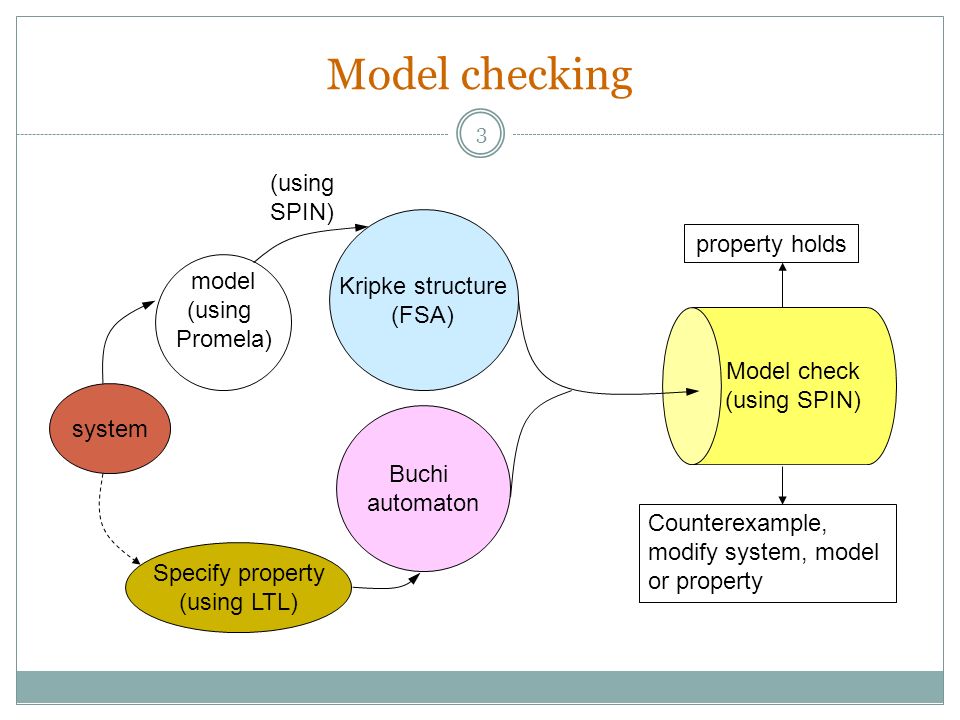 Model checking
3
(using
SPIN)
model
(using
Promela)
Kripke structure
(FSA)
property holds
Model check
(using SPIN)
system
Buchi
automaton
Specify property
(using LTL)
Counterexample,
modify system, model
or property